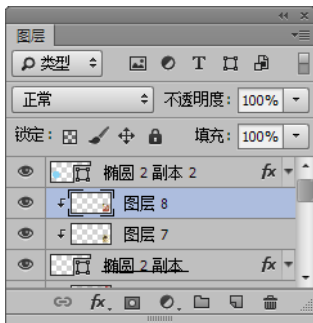 图层
类型
正常 不透明度: 100%
锁定: 填充: 100%
椭圆 2 副本 2 fx
图层 8
图层 7
椭圆 2 副本 fx
fx